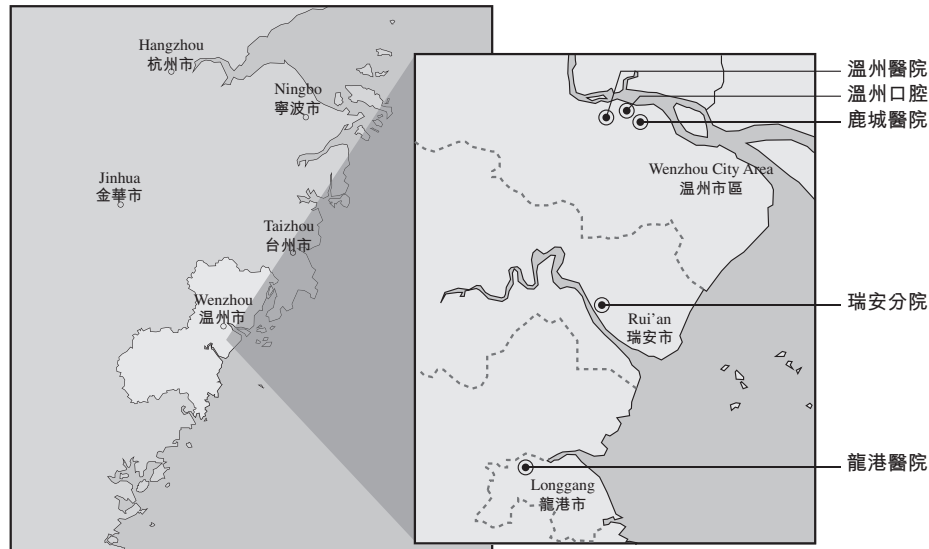 Hangzhou
杭州市
Ningbo
寧波市
Jinhua
金華市
Taizhou
台州市
Wenzhou
温州市
溫州醫院
溫州口腔
鹿城醫院
Wenzhou City Area
温州市區
瑞安分院
Rui'an
瑞安市
龍港醫院
Longgang
龍港市